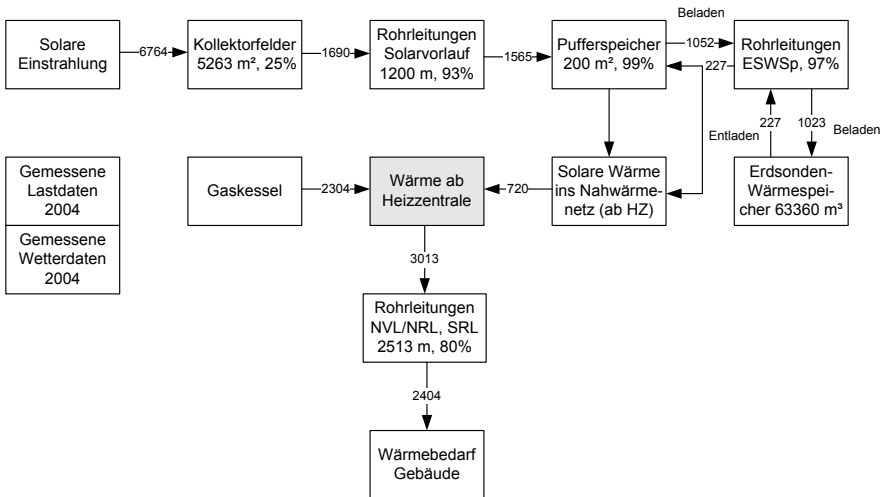 Solare
Einstrahlung
6764
Kollektorfelder
5263 m², 25%
1690
Rohrleitungen
Solarvorlauf
1200 m, 93%
1565
Pufferspeicher
200 m², 99%
Beladen
1052
227
Rohrleitungen
ESWSp, 97%
Entladen
227
1023
Beladen
Gemessene
Lastdaten
2004
Gemessene
Wetterdaten
2004
Gaskessel
2304
Wärme ab
Heizzentrale
720
Solare Wärme
ins Nahwärme-
netz (ab HZ)
Erdsonden-
Wärmespei-
cher 63360 m³
3013
Rohrleitungen
NVL/NRL, SRL
2513 m, 80%
2404
Wärmebedarf
Gebäude